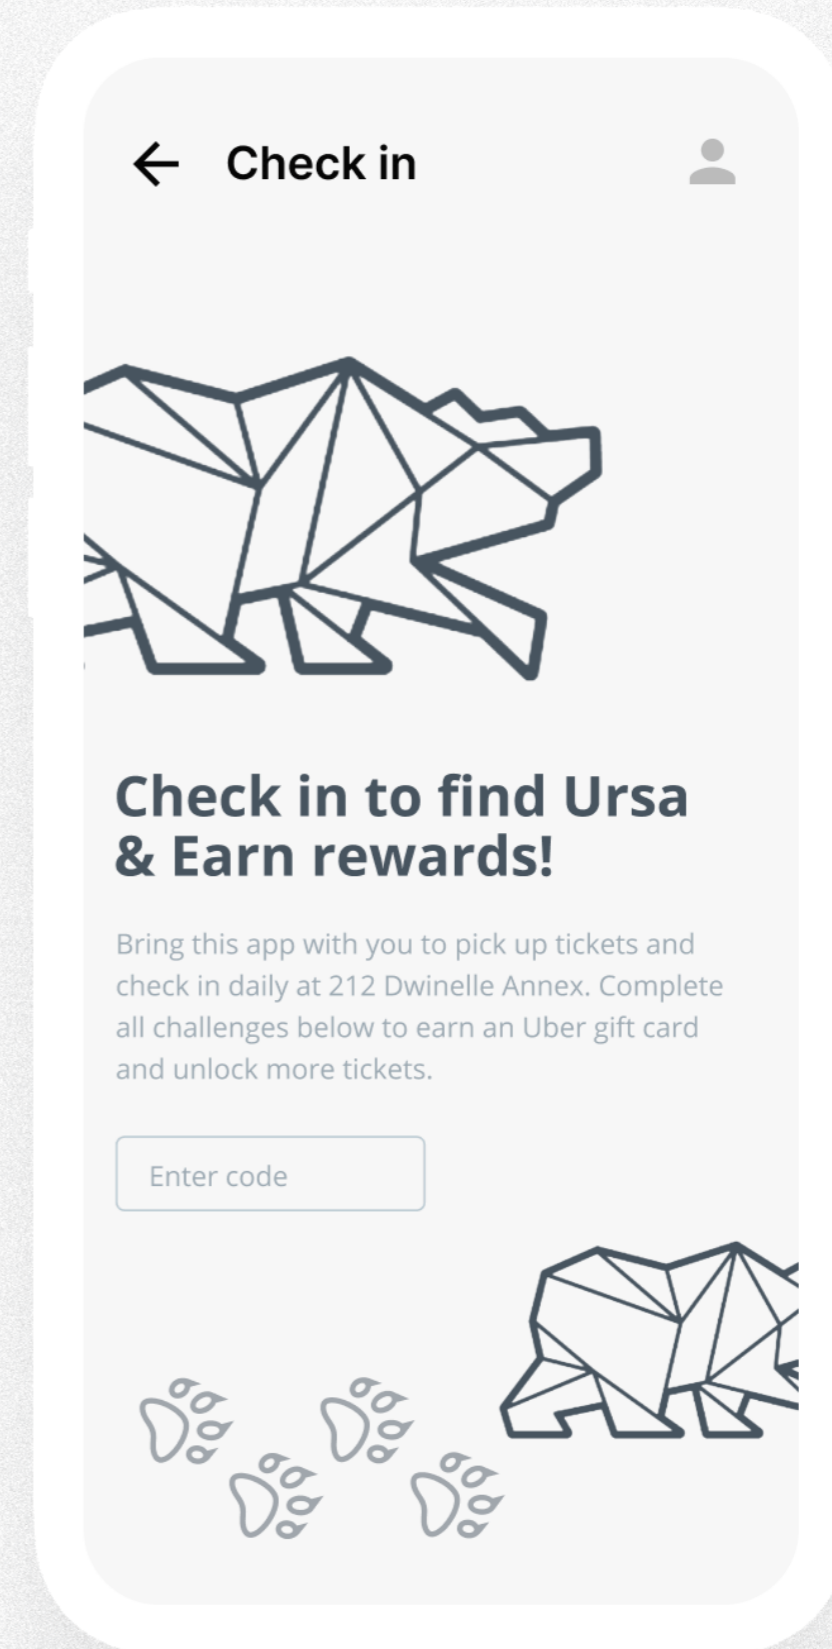 Check in
Check in to find Ursa
& Earn rewards!
Bring this app with you to pick up tickets and
check in daily at 212 Dwinelle Annex. Complete
all challenges below to earn an Uber gift card
and unlock more tickets.
Enter code